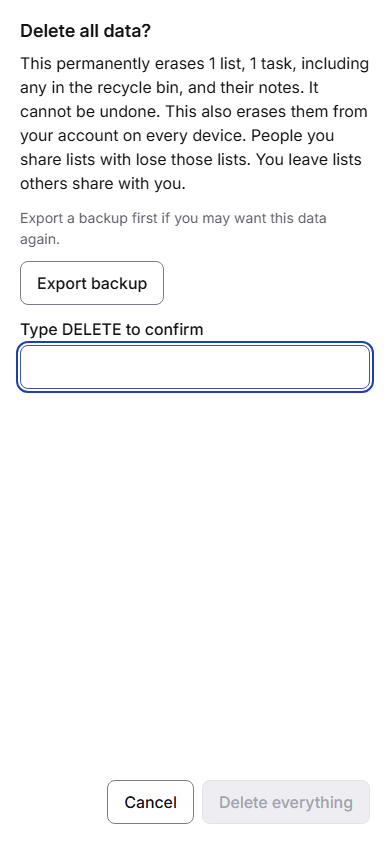 Delete all data?
This permanently erases 1 list, 1 task, including
any in the recycle bin, and their notes. It
cannot be undone. This also erases them from
your account on every device. People you
share lists with lose those lists. You leave lists
others share with you.
Export a backup first if you may want this data
again.
Export backup
Type DELETE to confirm
Cancel
Delete everything